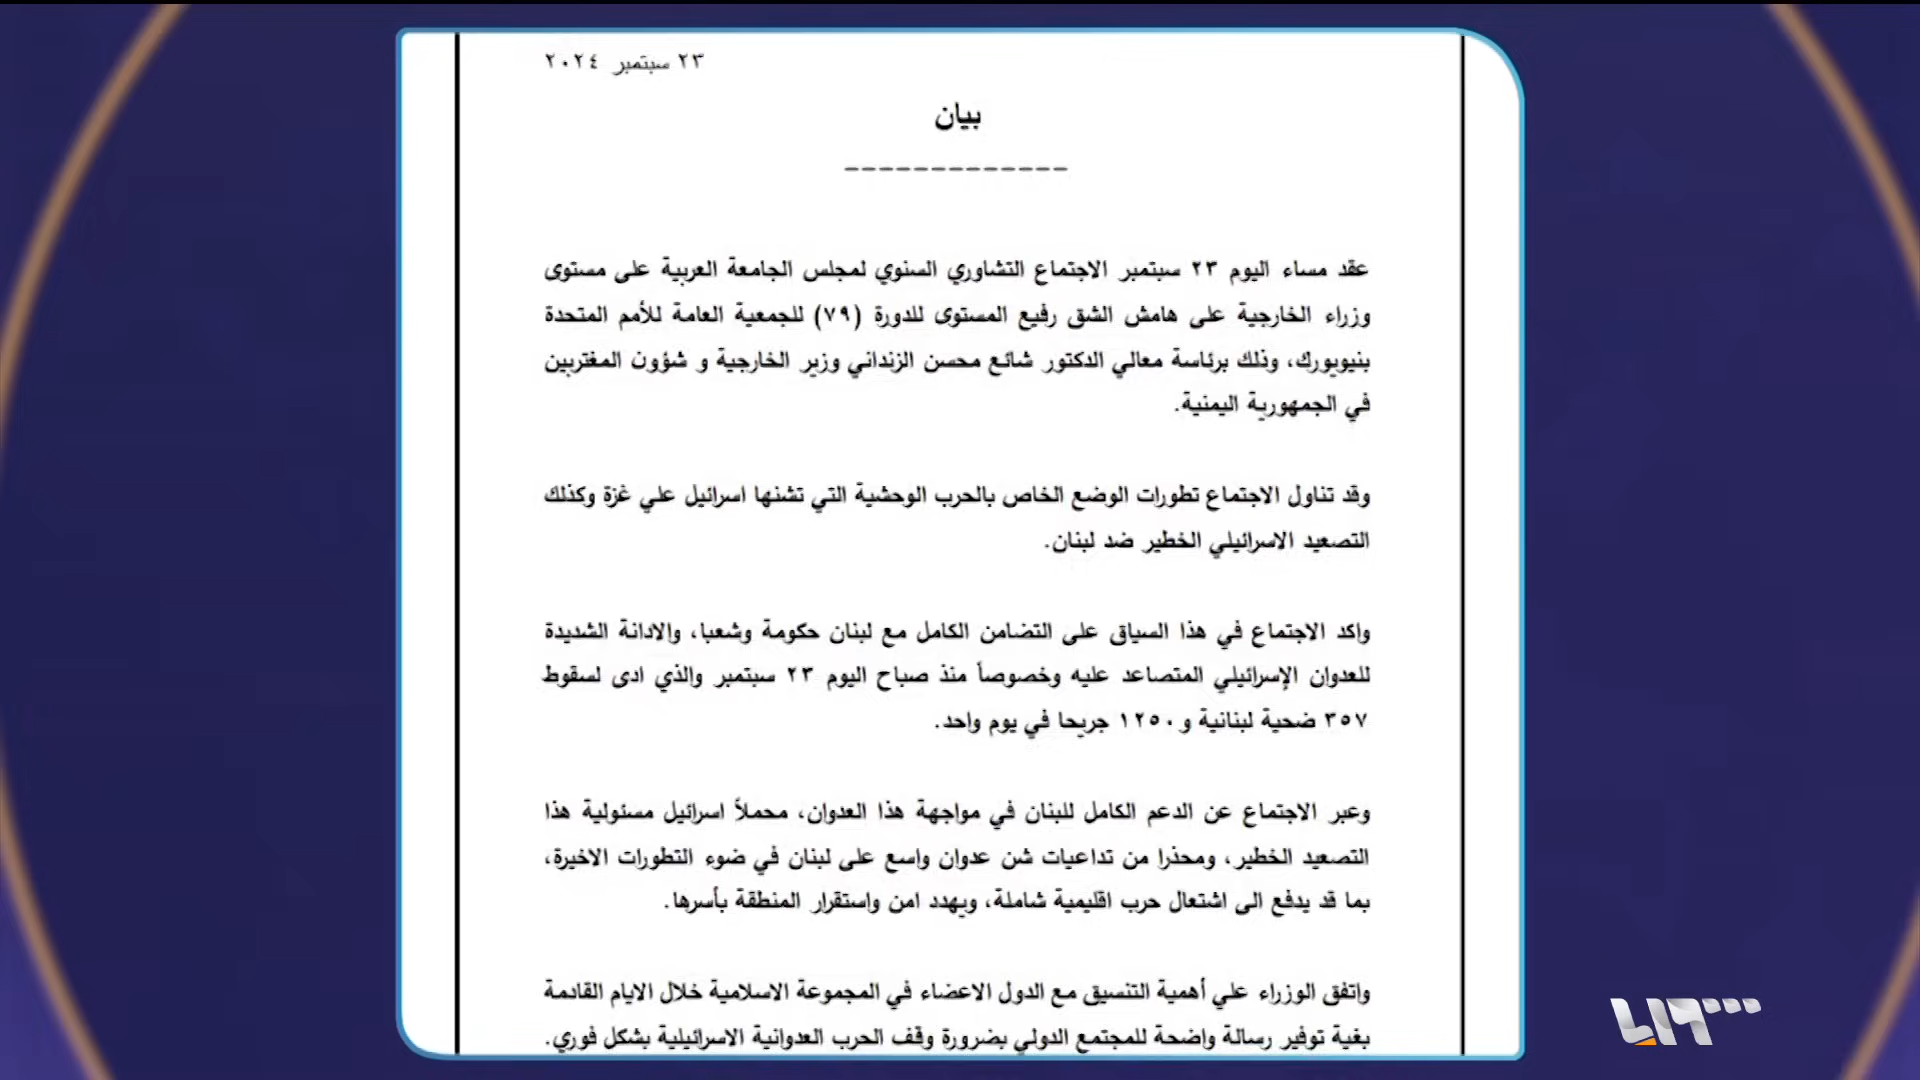 ٢٣ سبتمبر ٢٠٢٤
بيان
-------------
عقد مساء اليوم ٢٣ سبتمبر الاجتماع التشاوري السنوي لمجلس الجامعة العربية على مستوى
وزراء الخارجية على هامش الشق رفيع المستوى للدورة (٧٩) للجمعية العامة للأمم المتحدة
بنيويورك، وذلك برئاسة معالي الدكتور شائع محسن الزنداني وزير الخارجية و شؤون المغتربين
في الجمهورية اليمنية.
وقد تناول الاجتماع تطورات الوضع الخاص بالحرب الوحشية التي تشنها اسرائيل علي غزة وكذلك
التصعيد الاسرائيلي الخطير ضد لبنان.
واكد الاجتماع في هذا السياق على التضامن الكامل مع لبنان حكومة وشعبا، والادانة الشديدة
للعدوان الإسرائيلي المتصاعد عليه وخصوصاً منذ صباح اليوم ٢٣ سبتمبر والذي ادى لسقوط
٣٥٧ ضحية لبنانية و١٢٥٠ جريحا في يوم واحد.
وعبر الاجتماع عن الدعم الكامل للبنان في مواجهة هذا العدوان، محملاً اسرائيل مسئولية هذا
التصعيد الخطير، ومحذرا من تداعيات شن عدوان واسع على لبنان في ضوء التطورات الاخيرة،
بما قد يدفع الى اشتعال حرب اقليمية شاملة، ويهدد امن واستقرار المنطقة بأسرها.
واتفق الوزراء علي أهمية التنسيق مع الدول الاعضاء في المجموعة الاسلامية خلال الايام القادمة
بغية توفير رسالة واضحة للمجتمع الدولي بضرورة وقف الحرب العدوانية الاسرائيلية بشكل فوري.